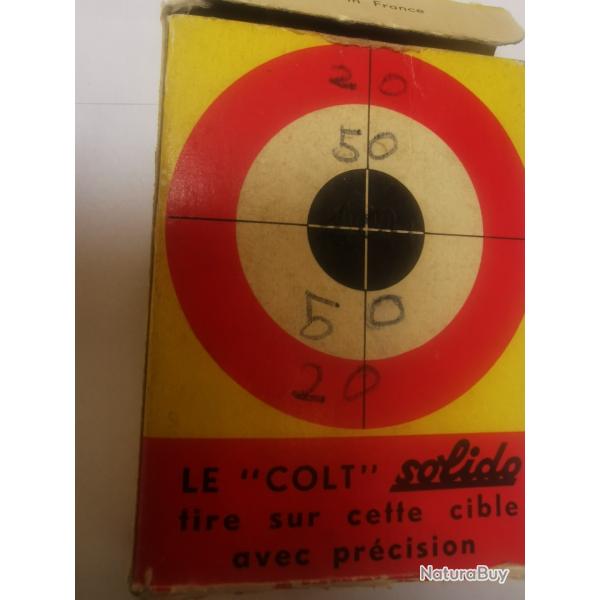 in France
20
50
50
20
LE "COLT" solido
tire sur cette cible
avec précision
NaturaBuy